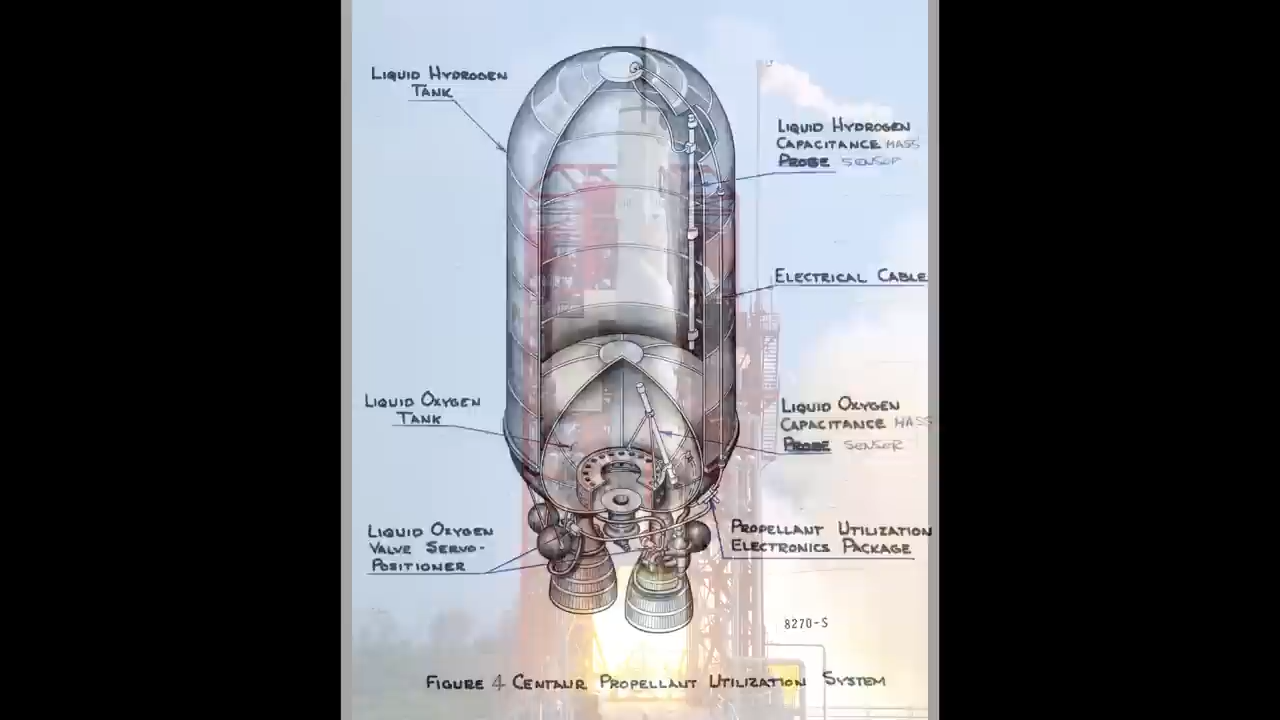 LIQUID HYDROGEN
TANK
LIQUID HYDROGEN
CAPACITANCE MASS
PROBE SENSOR
ELECTRICAL CABLE
LIQUID OXYGEN
TANK
LIQUID OXYGEN
CAPACITANCE MASS
PROBE SENSOR
LIQUID OXYGEN
VALVE SERVO-
POSITIONER
PROPELLANT UTILIZATION
ELECTRONICS PACKAGE
8270-S
FIGURE 4 CENTAUR PROPELLANT UTILIZATION SYSTEM